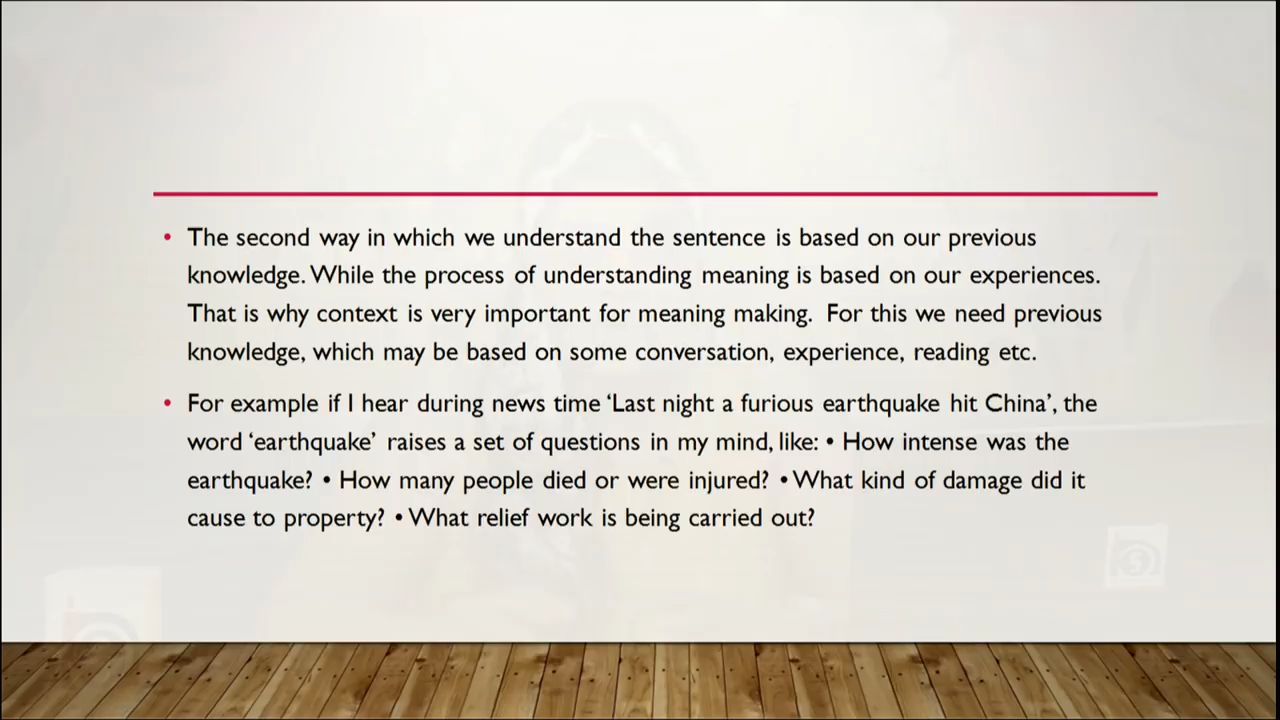 • The second way in which we understand the sentence is based on our previous
knowledge. While the process of understanding meaning is based on our experiences.
That is why context is very important for meaning making. For this we need previous
knowledge, which may be based on some conversation, experience, reading etc.
• For example if I hear during news time ‘Last night a furious earthquake hit China’, the
word ‘earthquake’ raises a set of questions in my mind, like: • How intense was the
earthquake? • How many people died or were injured? • What kind of damage did it
cause to property? • What relief work is being carried out?